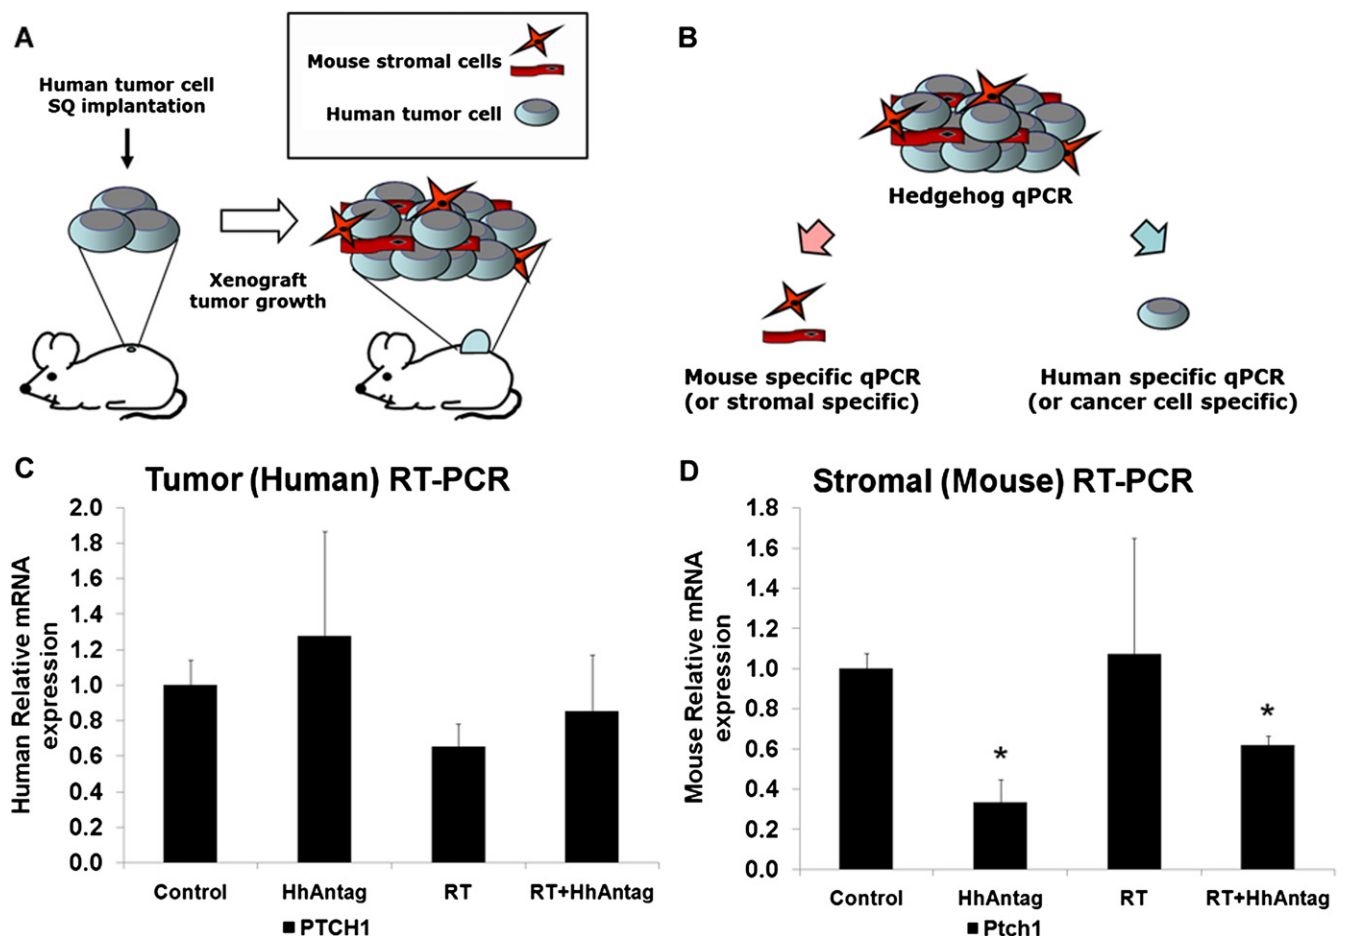 A
Human tumor cell
SQ implantation
Mouse stromal cells
Human tumor cell
Xenograft
tumor growth
B
Hedgehog qPCR
Mouse specific qPCR
(or stromal specific)
Human specific qPCR
(or cancer cell specific)
C
Tumor (Human) RT-PCR
Human Relative mRNA
expression
2.0
1.8
1.6
1.4
1.2
1.0
0.8
0.6
0.4
0.2
0.0
Control HhAntag RT RT+HhAntag
PTCH1
D
Stromal (Mouse) RT-PCR
Mouse Relative mRNA
expression
1.8
1.6
1.4
1.2
1.0
0.8
0.6
0.4
0.2
0.0
*
*
Control HhAntag RT RT+HhAntag
Ptch1